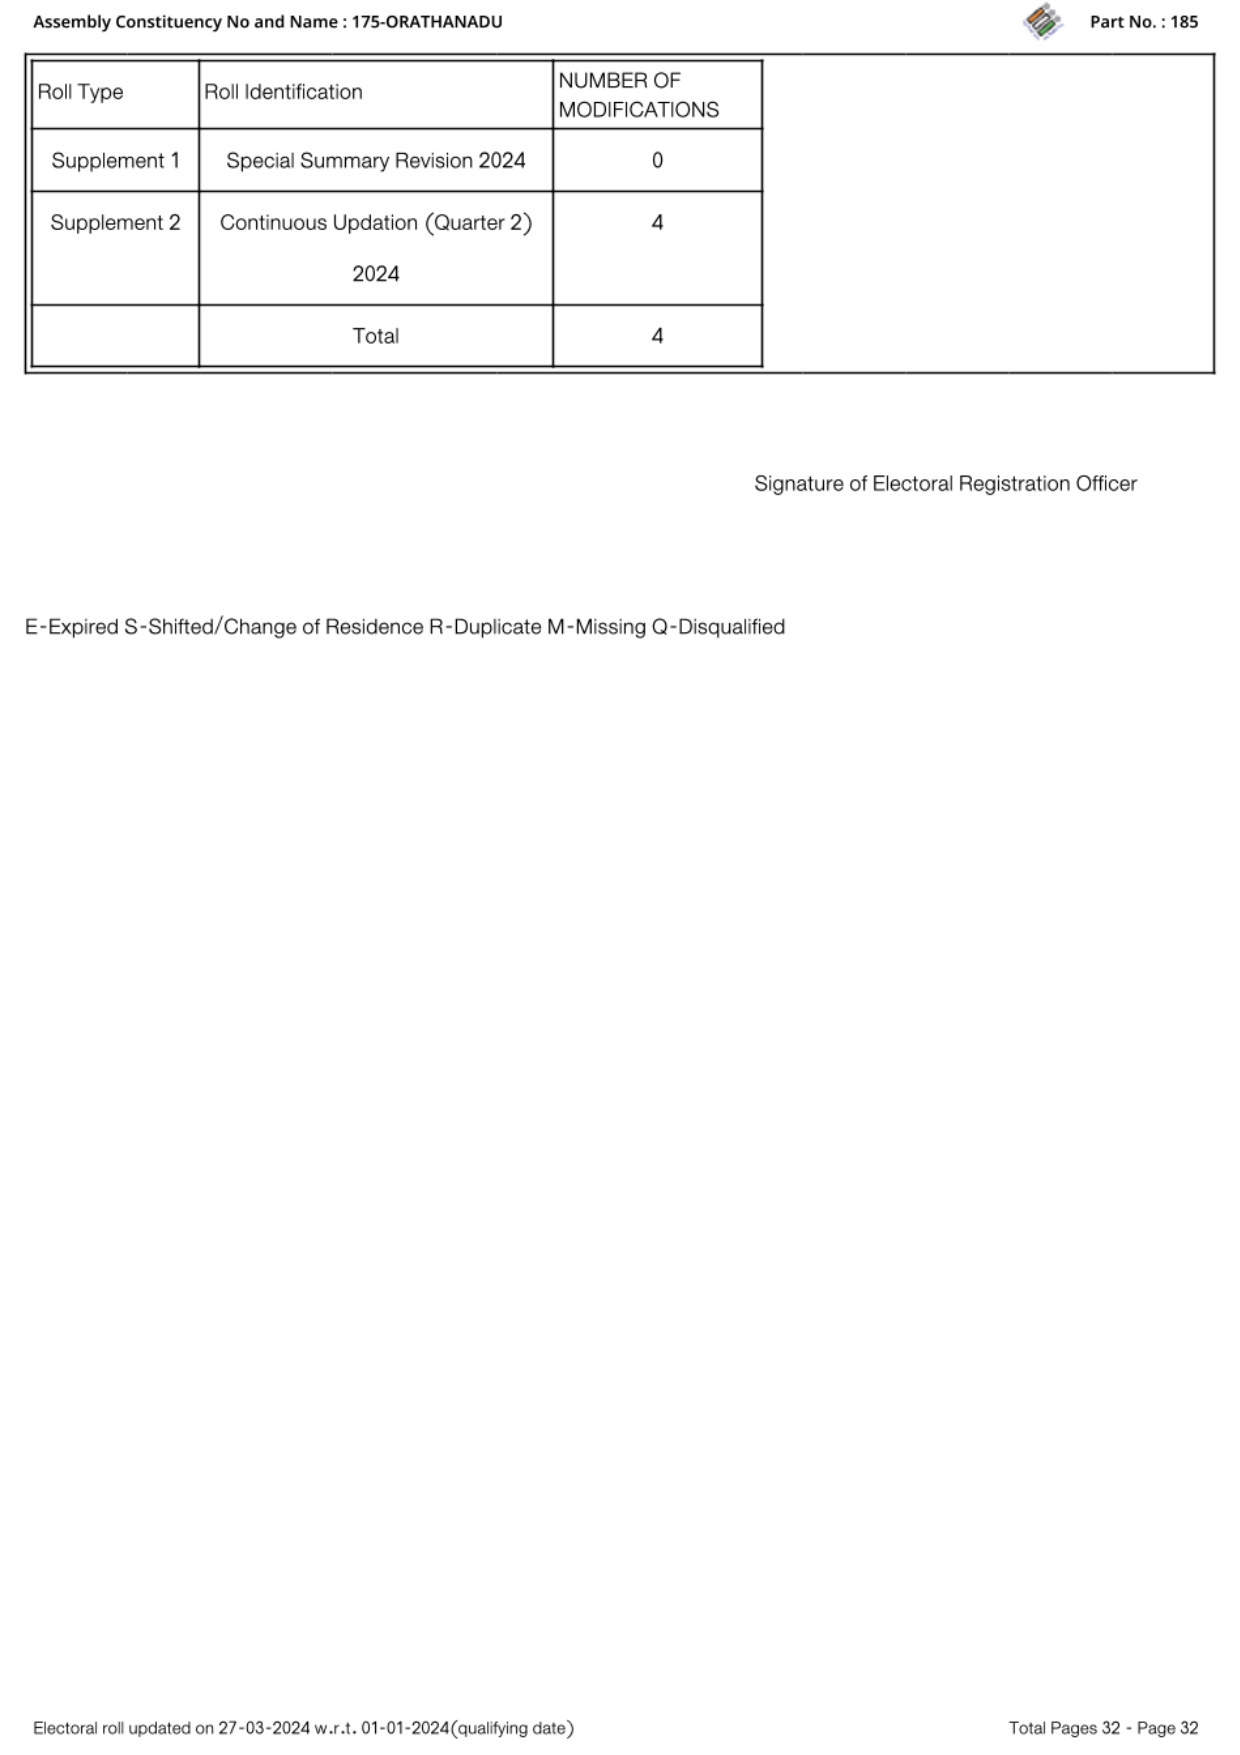 Assembly Constituency No and Name : 175-ORATHANADU
Part No. : 185
Roll Type
Roll Identification
NUMBER OF
MODIFICATIONS
Supplement 1
Special Summary Revision 2024
0
Supplement 2
Continuous Updation (Quarter 2)
2024
4
Total
4
Signature of Electoral Registration Officer
E-Expired S-Shifted/Change of Residence R-Duplicate M-Missing Q-Disqualified
Electoral roll updated on 27-03-2024 w.r.t. 01-01-2024(qualifying date)
Total Pages 32 - Page 32